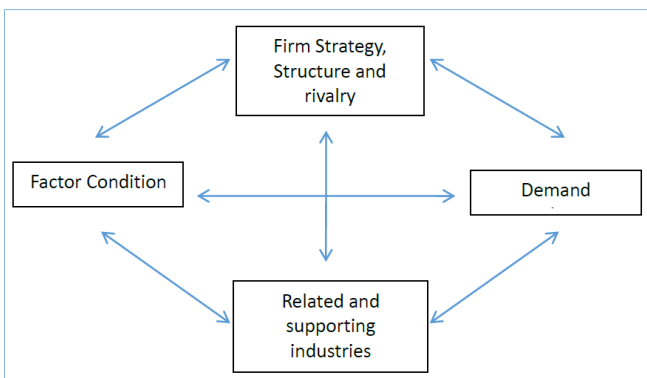 Firm Strategy,
Structure and
rivalry
Factor Condition
Demand
Related and
supporting
industries